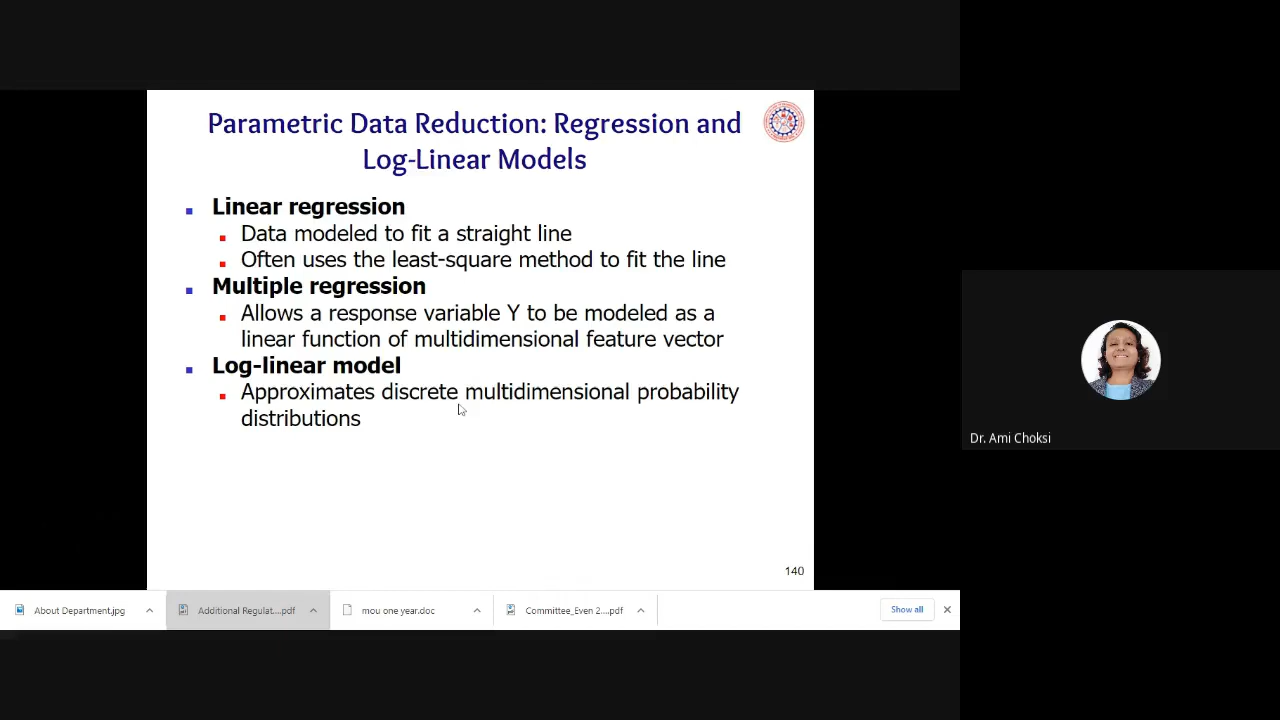 Parametric Data Reduction: Regression and
Log-Linear Models
Linear regression
Data modeled to fit a straight line
Often uses the least-square method to fit the line
Multiple regression
Allows a response variable Y to be modeled as a
linear function of multidimensional feature vector
Log-linear model
Approximates discrete multidimensional probability
distributions
140
Dr. Ami Choksi
About Department.jpg
Additional Regulat....pdf
mou one year.doc
Committee_Even 2....pdf
Show all